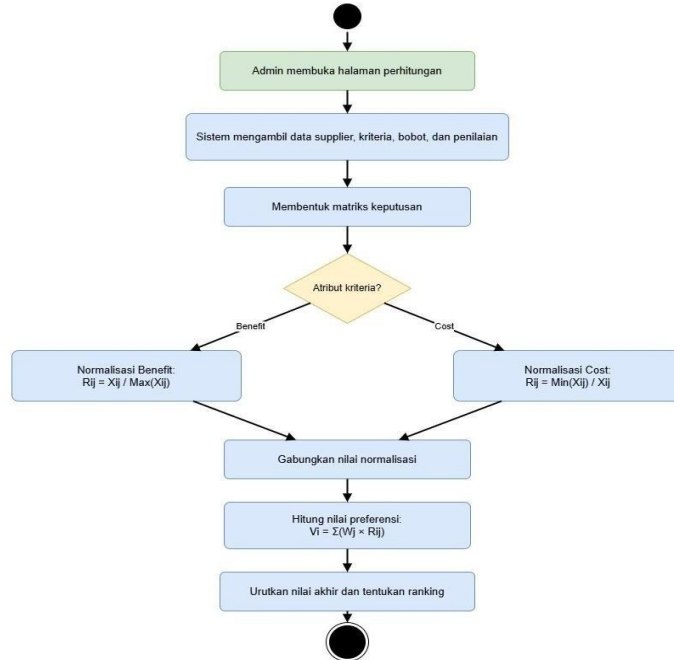 Admin membuka halaman perhitungan
Sistem mengambil data supplier, kriteria, bobot, dan penilaian
Membentuk matriks keputusan
Atribut kriteria?
Benefit
Cost
Normalisasi Benefit:
Rij = Xij / Max(Xij)
Normalisasi Cost:
Rij = Min(Xij) / Xij
Gabungkan nilai normalisasi
Hitung nilai preferensi:
Vi = Σ(Wj × Rij)
Urutkan nilai akhir dan tentukan ranking